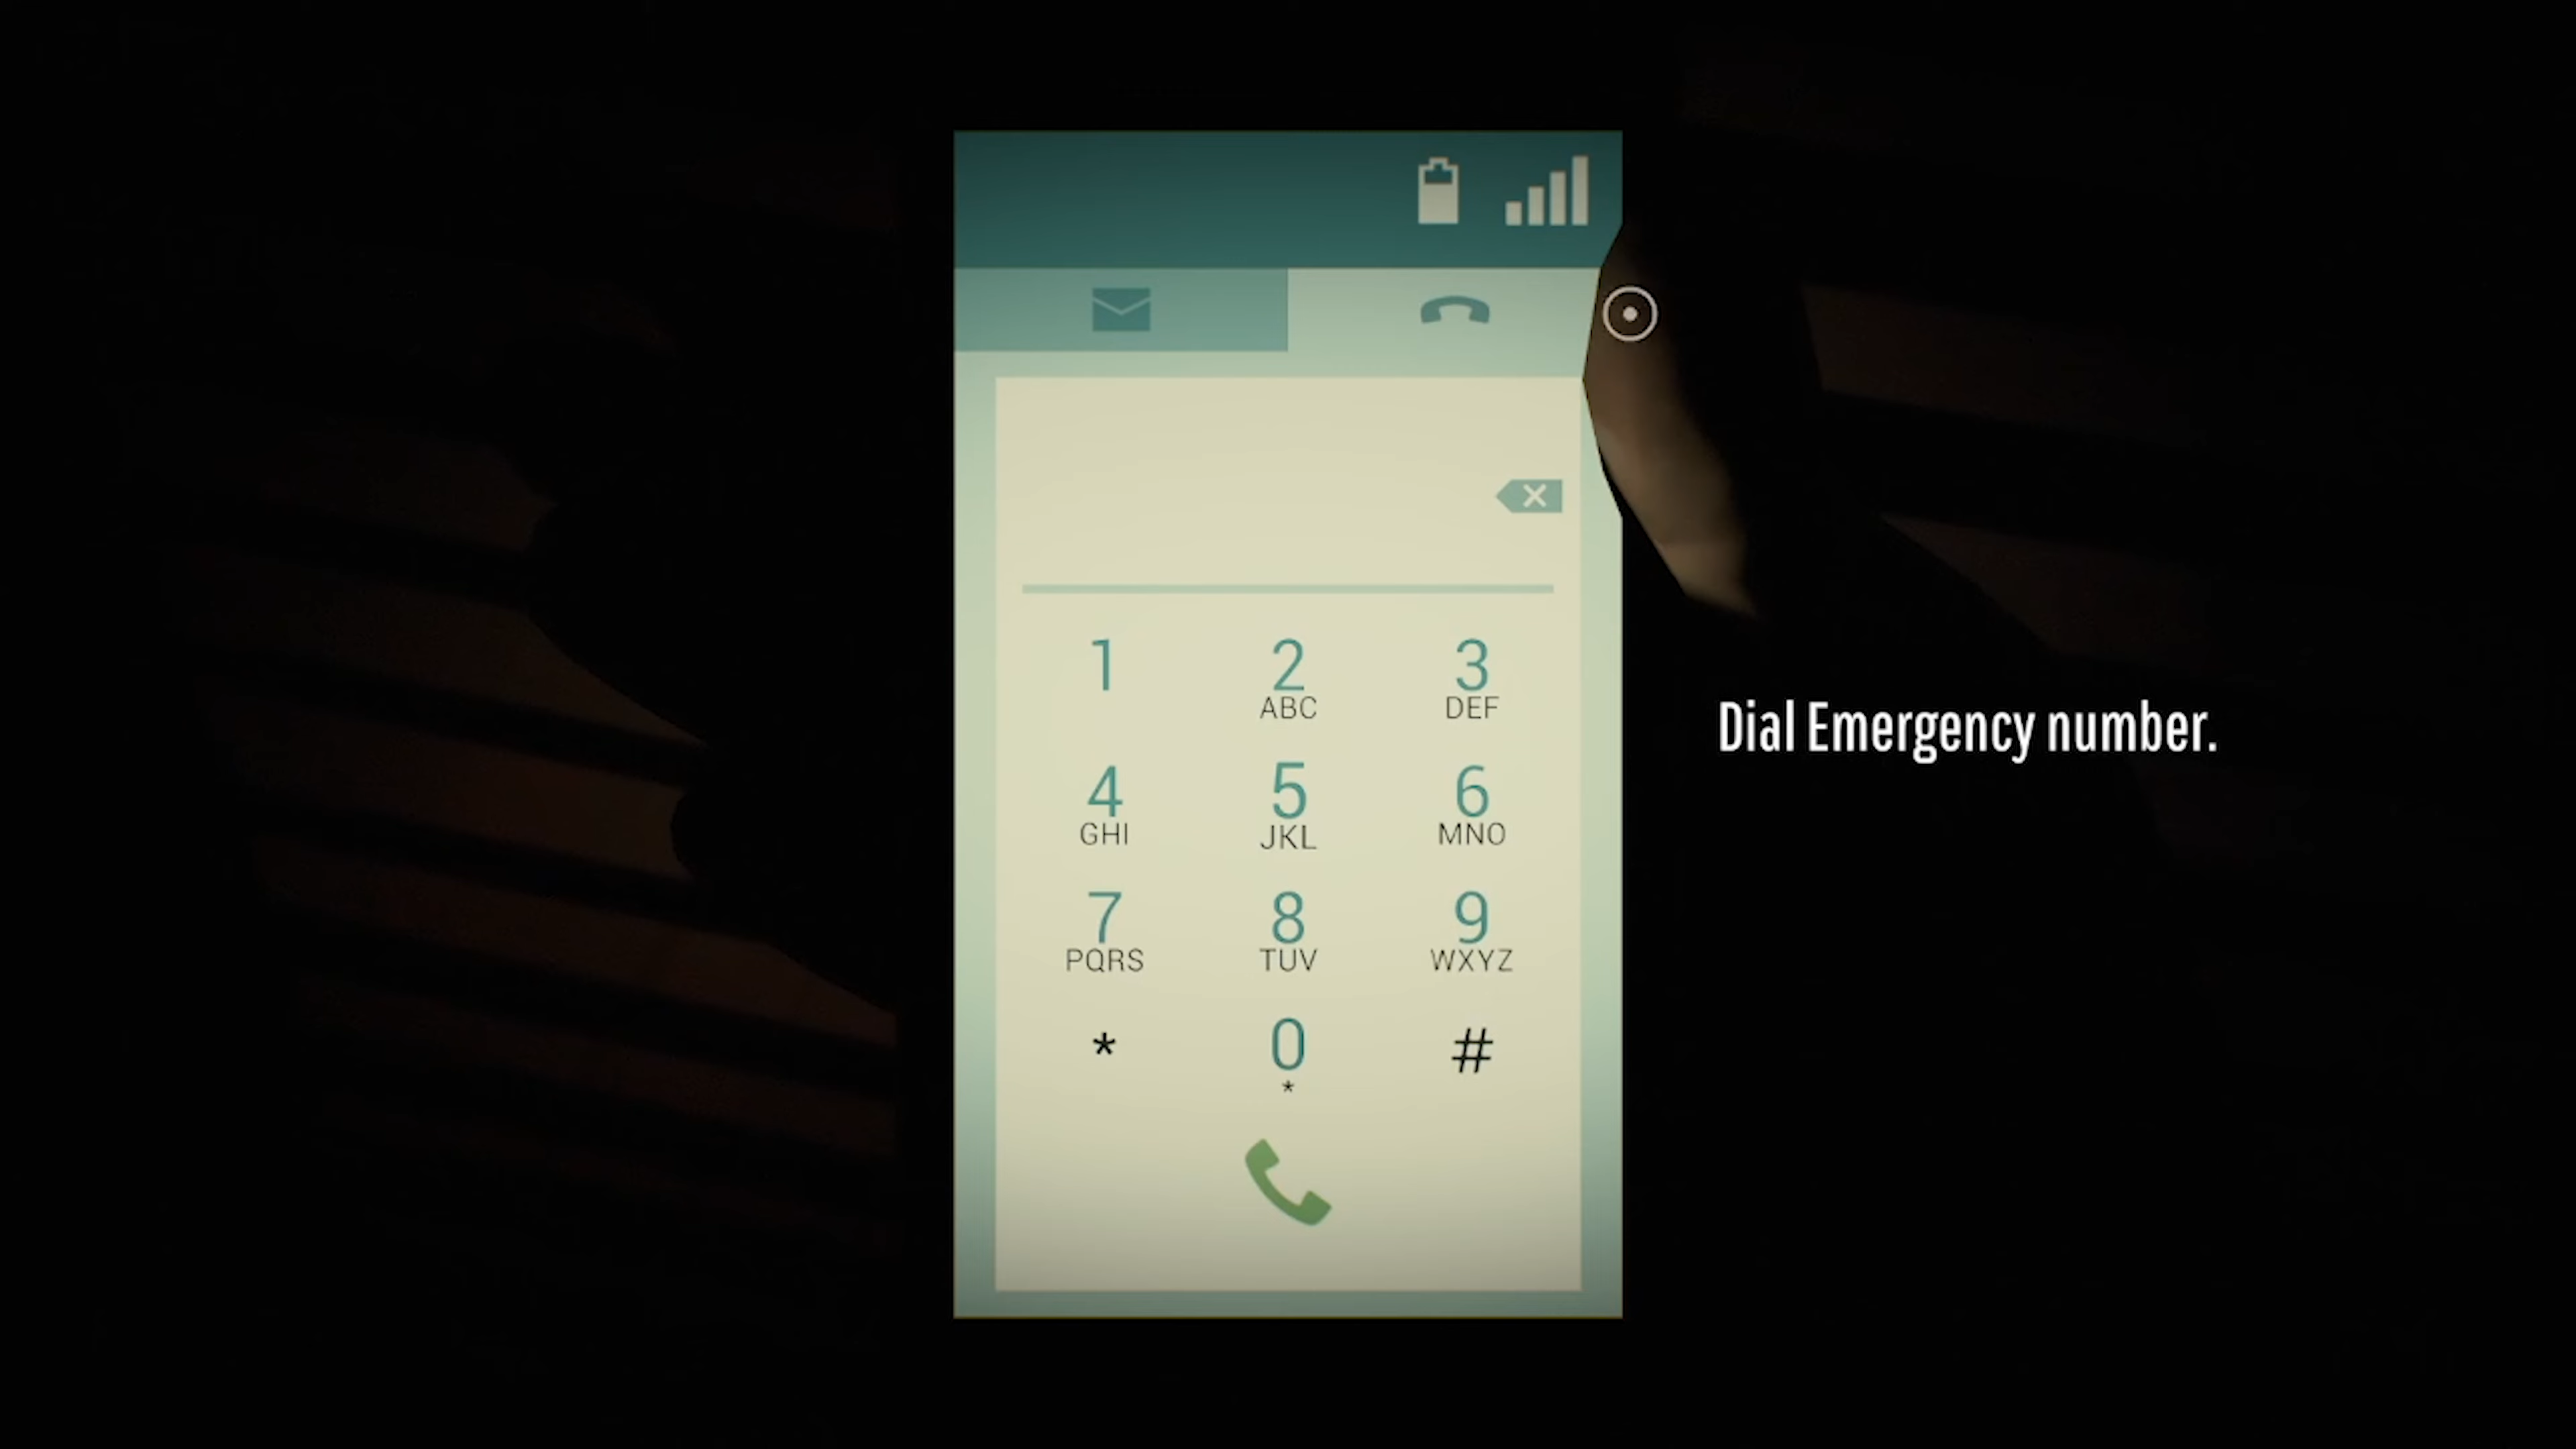 1 2 3
ABC DEF
Dial Emergency number.
4 5 6
GHI JKL MNO
7 8 9
PQRS TUV WXYZ
* 0 #
*